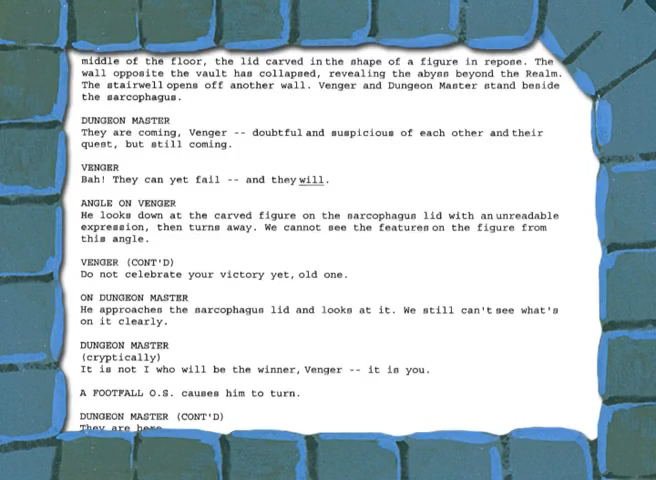 middle of the floor, the lid carved in the shape of a figure in repose. The
wall opposite the vault has collapsed, revealing the abyss beyond the Realm.
The stairwell opens off another wall. Venger and Dungeon Master stand beside
the sarcophagus.
DUNGEON MASTER
They are coming, Venger -- doubtful and suspicious of each other and their
quest, but still coming.
VENGER
Bah! They can yet fail -- and they will.
ANGLE ON VENGER
He looks down at the carved figure on the sarcophagus lid with an unreadable
expression, then turns away. We cannot see the features on the figure from
this angle.
VENGER (CONT'D)
Do not celebrate your victory yet, old one.
ON DUNGEON MASTER
He approaches the sarcophagus lid and looks at it. We still can't see what's
on it clearly.
DUNGEON MASTER
(cryptically)
It is not I who will be the winner, Venger -- it is you.
A FOOTFALL O.S. causes him to turn.
DUNGEON MASTER (CONT'D)
They are here